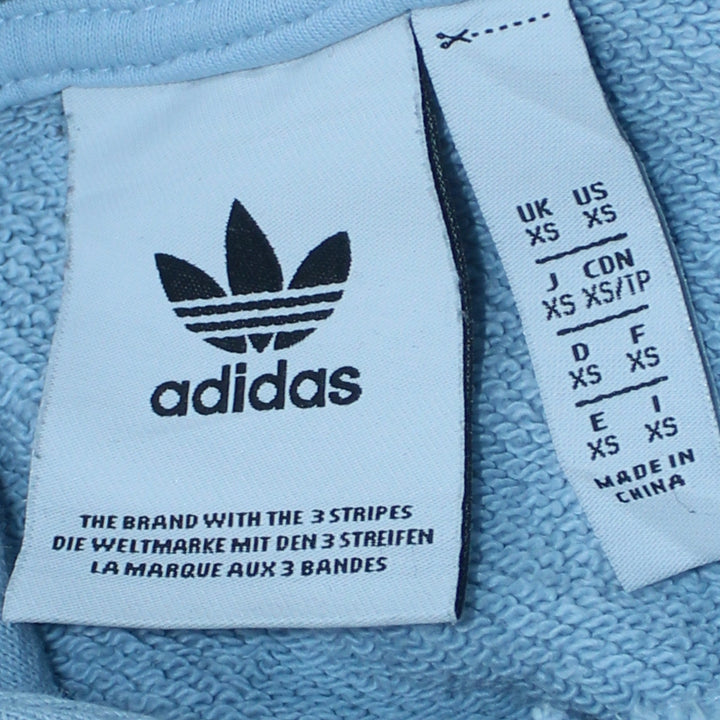 adidas
THE BRAND WITH THE 3 STRIPES
DIE WELTMARKE MIT DEN 3 STREIFEN
LA MARQUE AUX 3 BANDES
UK US
XS XS
J CDN
XS XS/TP
D F
XS XS
E I
XS XS
MADE IN
CHINA